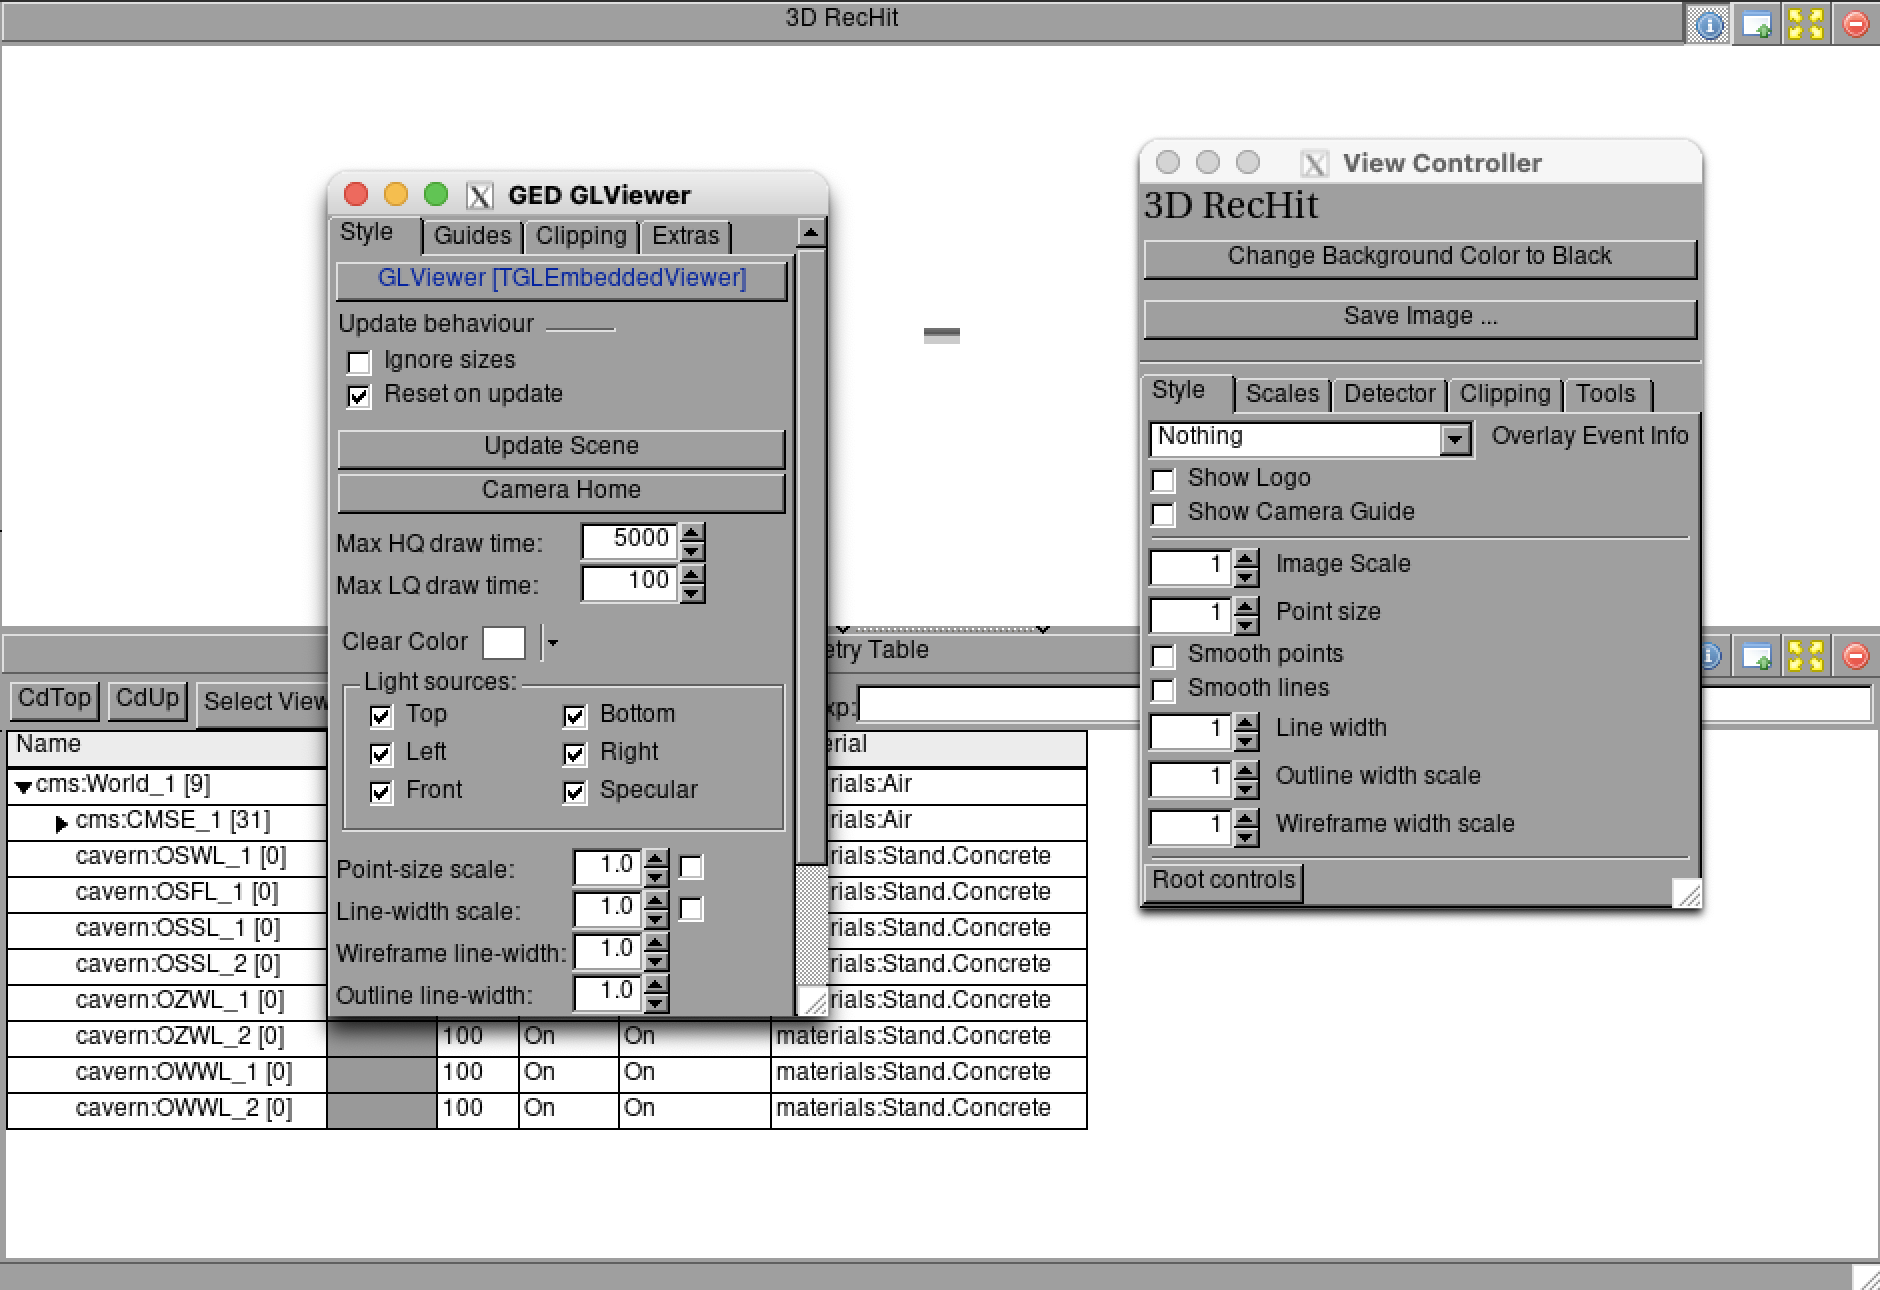 3D RecHit
GED GLViewer
Style Guides Clipping Extras
GLViewer [TGLEmbeddedViewer]
Update behaviour
Ignore sizes
Reset on update
Update Scene
Camera Home
Max HQ draw time: 5000
Max LQ draw time: 100
Clear Color
Light sources:
Top Bottom
Left Right
Front Specular
Point-size scale: 1.0
Line-width scale: 1.0
Wireframe line-width: 1.0
Outline line-width: 1.0
View Controller
3D RecHit
Change Background Color to Black
Save Image ...
Style Scales Detector Clipping Tools
Nothing Overlay Event Info
Show Logo
Show Camera Guide
1 Image Scale
1 Point size
Smooth points
Smooth lines
1 Line width
1 Outline width scale
1 Wireframe width scale
Root controls
etry Table
CdTop CdUp Select View xp:
Name erial
cms:World_1 [9] rials:Air
cms:CMSE_1 [31] rials:Air
cavern:OSWL_1 [0] rials:Stand.Concrete
cavern:OSFL_1 [0] rials:Stand.Concrete
cavern:OSSL_1 [0] rials:Stand.Concrete
cavern:OSSL_2 [0] rials:Stand.Concrete
cavern:OZWL_1 [0] rials:Stand.Concrete
cavern:OZWL_2 [0] 100 On On materials:Stand.Concrete
cavern:OWWL_1 [0] 100 On On materials:Stand.Concrete
cavern:OWWL_2 [0] 100 On On materials:Stand.Concrete